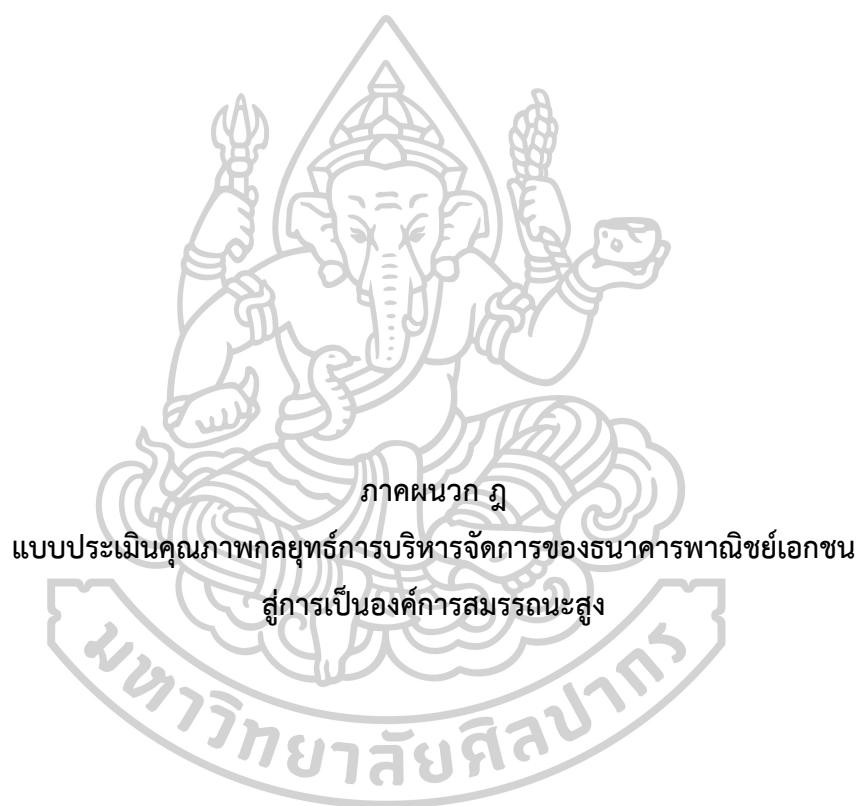 ภาคผนวก ฎ
แบบประเมินคุณภาพกลยุทธ์การบริหารจัดการของธนาคารพาณิชย์เอกชน
สู่การเป็นองค์การสมรรถนะสูง
มหาวิทยาลัยศิลปากร